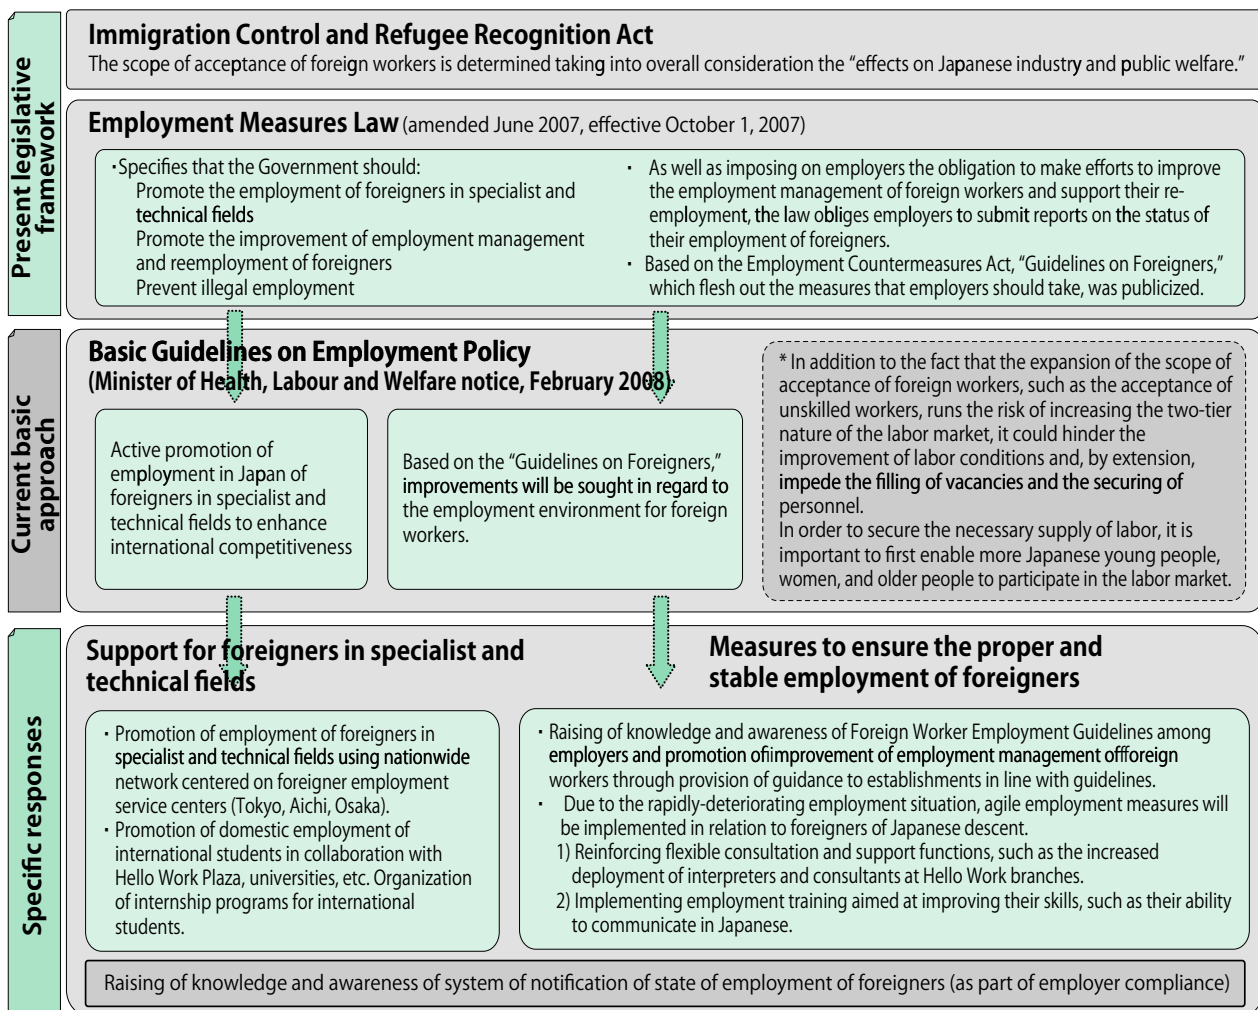 Present legislative
framework
Immigration Control and Refugee Recognition Act
The scope of acceptance of foreign workers is determined taking into overall consideration the “effects on Japanese industry and public welfare.”
Employment Measures Law (amended June 2007, effective October 1, 2007)
・Specifies that the Government should:
Promote the employment of foreigners in specialist and
technical fields
Promote the improvement of employment management
and reemployment of foreigners
Prevent illegal employment
・ As well as imposing on employers the obligation to make efforts to improve
the employment management of foreign workers and support their re-
employment, the law obliges employers to submit reports on the status of
their employment of foreigners.
・ Based on the Employment Countermeasures Act, “Guidelines on Foreigners,”
which flesh out the measures that employers should take, was publicized.
Current basic
approach
Basic Guidelines on Employment Policy
(Minister of Health, Labour and Welfare notice, February 2008)
Active promotion of
employment in Japan of
foreigners in specialist and
technical fields to enhance
international competitiveness
Based on the “Guidelines on Foreigners,”
improvements will be sought in regard to
the employment environment for foreign
workers.
* In addition to the fact that the expansion of the scope of
acceptance of foreign workers, such as the acceptance of
unskilled workers, runs the risk of increasing the two-tier
nature of the labor market, it could hinder the
improvement of labor conditions and, by extension,
impede the filling of vacancies and the securing of
personnel.
In order to secure the necessary supply of labor, it is
important to first enable more Japanese young people,
women, and older people to participate in the labor market.
Specific responses
Support for foreigners in specialist and
technical fields
・ Promotion of employment of foreigners in
specialist and technical fields using nationwide
network centered on foreigner employment
service centers (Tokyo, Aichi, Osaka).
・ Promotion of domestic employment of
international students in collaboration with
Hello Work Plaza, universities, etc. Organization
of internship programs for international
students.
Measures to ensure the proper and
stable employment of foreigners
・ Raising of knowledge and awareness of Foreign Worker Employment Guidelines among
employers and promotion ofiimprovement of employment management offforeign
workers through provision of guidance to establishments in line with guidelines.
・ Due to the rapidly-deteriorating employment situation, agile employment measures will
be implemented in relation to foreigners of Japanese descent.
1) Reinforcing flexible consultation and support functions, such as the increased
deployment of interpreters and consultants at Hello Work branches.
2) Implementing employment training aimed at improving their skills, such as their ability
to communicate in Japanese.
Raising of knowledge and awareness of system of notification of state of employment of foreigners (as part of employer compliance)